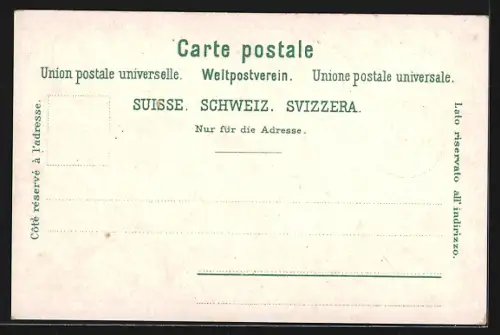 Carte postale
Union postale universelle. Weltpostverein. Unione postale universale.
SUISSE. SCHWEIZ. SVIZZERA.
Nur für die Adresse.
Côté réservé à l'adresse.
Lato riservato all' indirizzo.